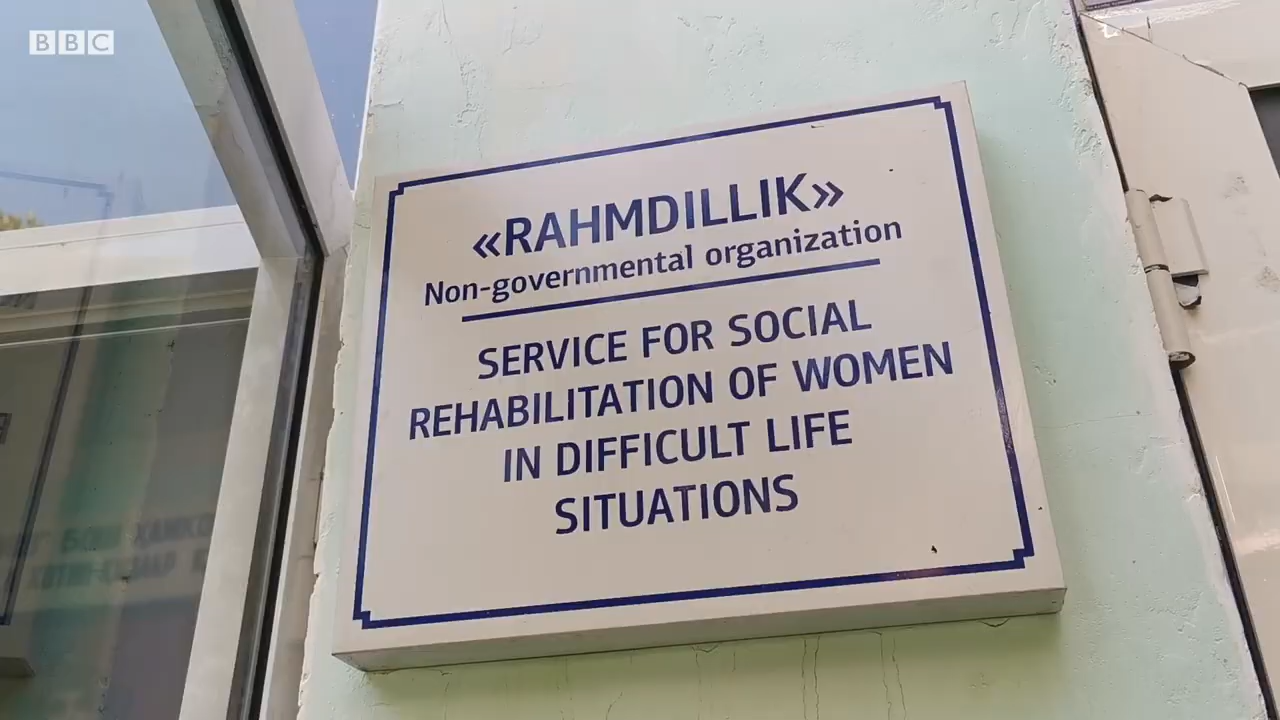 BBC
«RAHMDILLIK»
Non-governmental organization
SERVICE FOR SOCIAL
REHABILITATION OF WOMEN
IN DIFFICULT LIFE
SITUATIONS